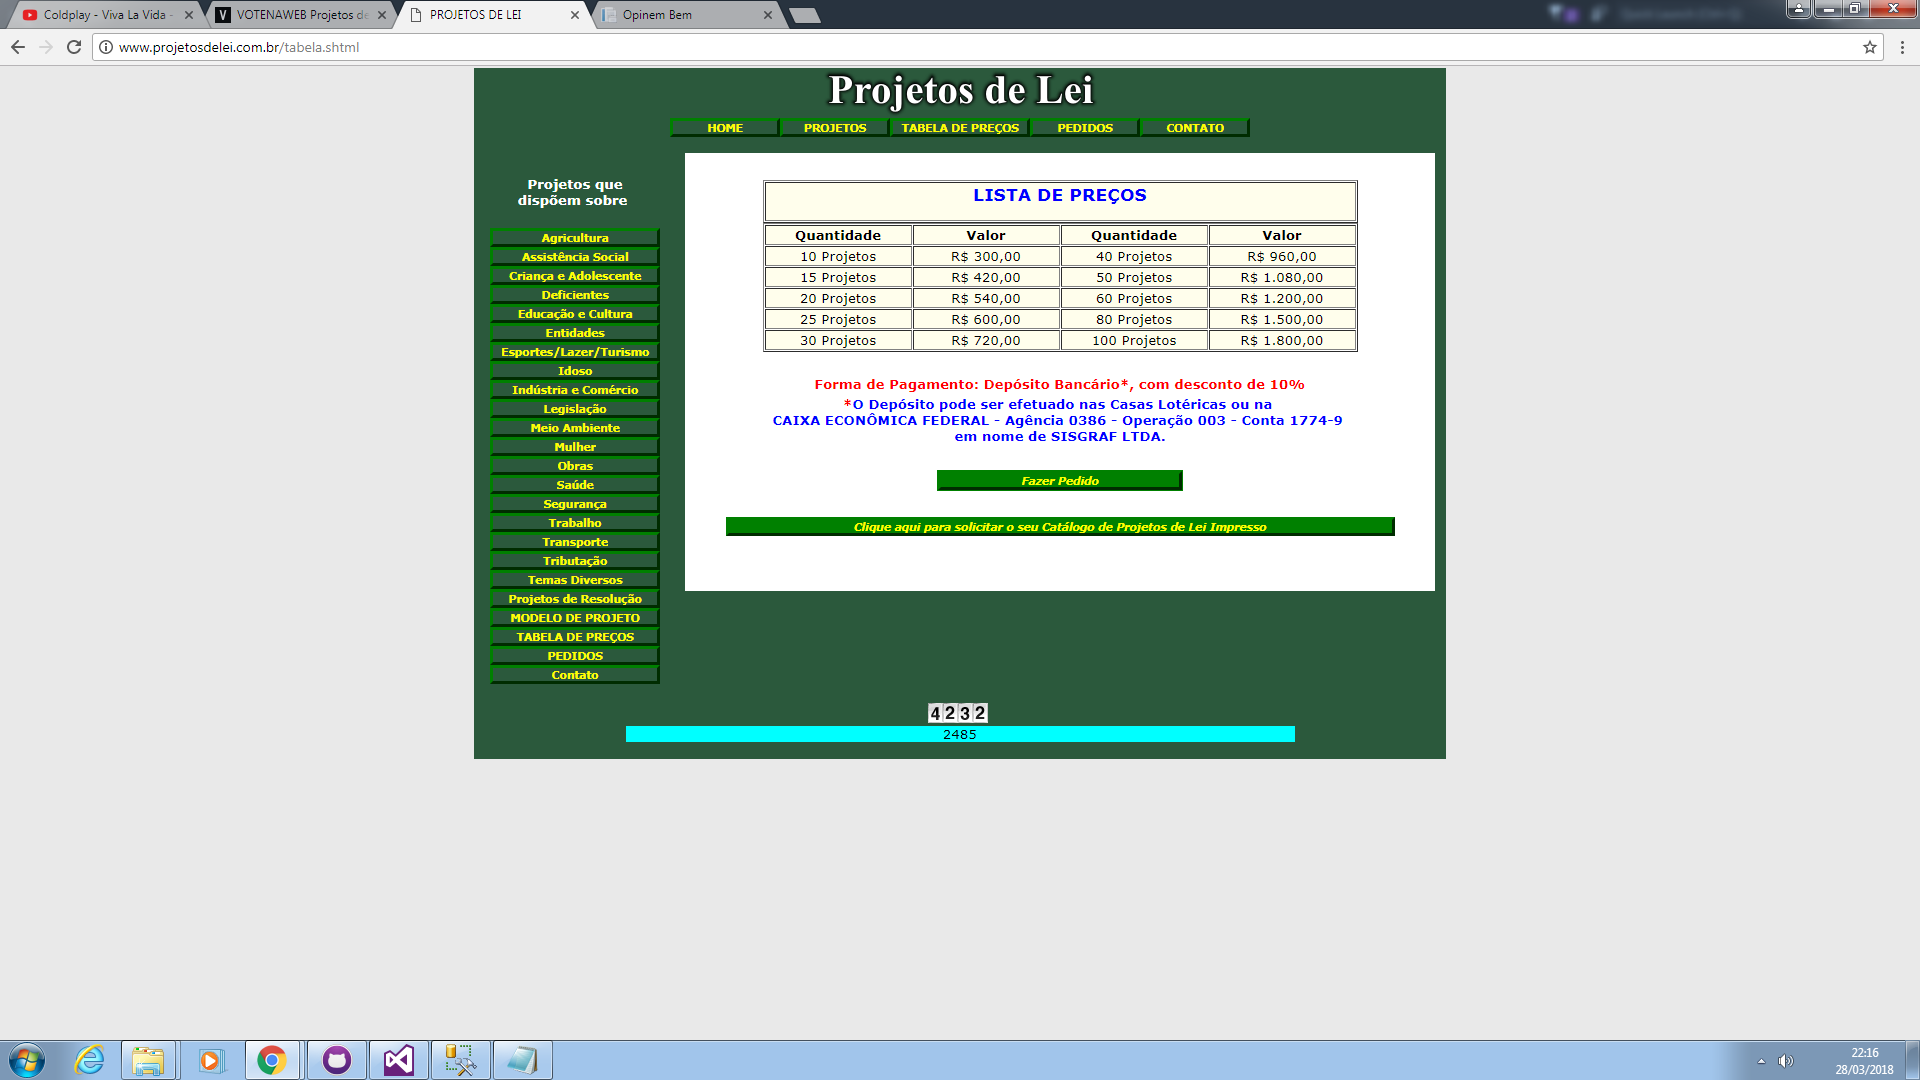 Coldplay - Viva La Vida -
VOTENAWEB Projetos de
PROJETOS DE LEI
Opinem Bem
www.projetosdelei.com.br/tabela.shtml
Projetos de Lei
HOME
PROJETOS
TABELA DE PREÇOS
PEDIDOS
CONTATO
Projetos que
dispõem sobre
Agricultura
Assistência Social
Criança e Adolescente
Deficientes
Educação e Cultura
Entidades
Esportes/Lazer/Turismo
Idoso
Indústria e Comércio
Legislação
Meio Ambiente
Mulher
Obras
Saúde
Segurança
Trabalho
Transporte
Tributação
Temas Diversos
Projetos de Resolução
MODELO DE PROJETO
TABELA DE PREÇOS
PEDIDOS
Contato
LISTA DE PREÇOS
Quantidade Valor Quantidade Valor
10 Projetos R$ 300,00 40 Projetos R$ 960,00
15 Projetos R$ 420,00 50 Projetos R$ 1.080,00
20 Projetos R$ 540,00 60 Projetos R$ 1.200,00
25 Projetos R$ 600,00 80 Projetos R$ 1.500,00
30 Projetos R$ 720,00 100 Projetos R$ 1.800,00
Forma de Pagamento: Depósito Bancário*, com desconto de 10%
*O Depósito pode ser efetuado nas Casas Lotéricas ou na
CAIXA ECONÔMICA FEDERAL - Agência 0386 - Operação 003 - Conta 1774-9
em nome de SISGRAF LTDA.
Fazer Pedido
Clique aqui para solicitar o seu Catálogo de Projetos de Lei Impresso
4232
2485
22:16
28/03/2018